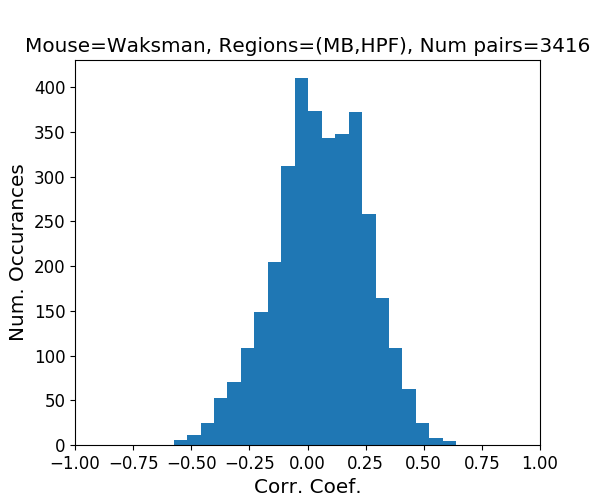 Mouse=Waksman, Regions=(MB,HPF), Num pairs=3416
400
350
300
250
200
150
100
50
0
Num. Occurances
−1.00 −0.75 −0.50 −0.25 0.00 0.25 0.50 0.75 1.00
Corr. Coef.